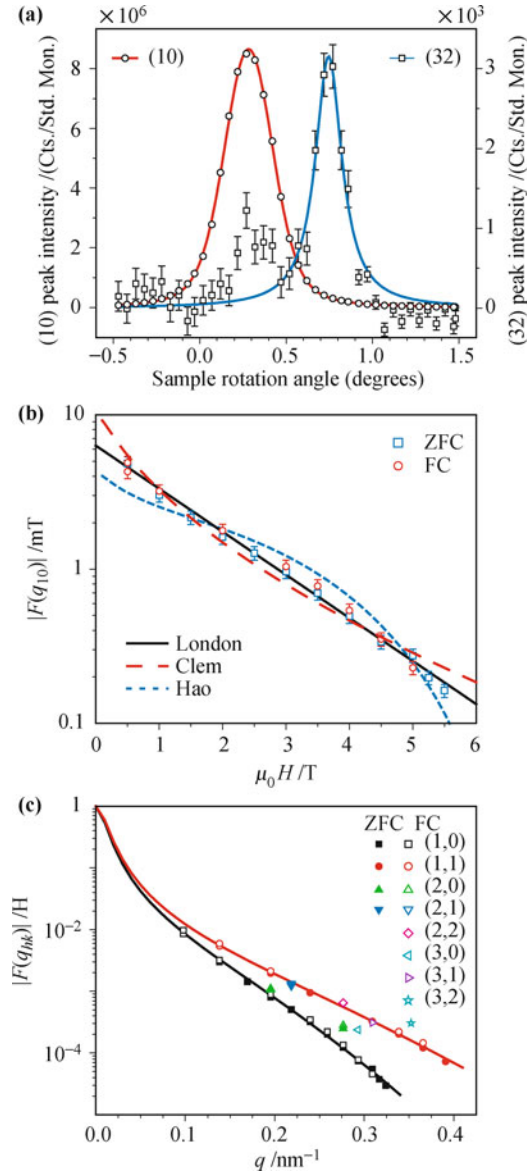 (a)
×10⁶ ×10³
(10) (32)
8 6 4 2 0
3 2 1 0
(10) peak intensity /(Cts./Std. Mon.)
(32) peak intensity /(Cts./Std. Mon.)
−0.5 0.0 0.5 1.0 1.5
Sample rotation angle (degrees)
(b)
10
1
0.1
|F(q₁₀)| /mT
ZFC
FC
London
Clem
Hao
0 1 2 3 4 5 6
μ₀H /T
(c)
1
10⁻²
10⁻⁴
|F(qₕₖ)| /H
ZFC FC
(1,0)
(1,1)
(2,0)
(2,1)
(2,2)
(3,0)
(3,1)
(3,2)
0.0 0.1 0.2 0.3 0.4
q /nm⁻¹